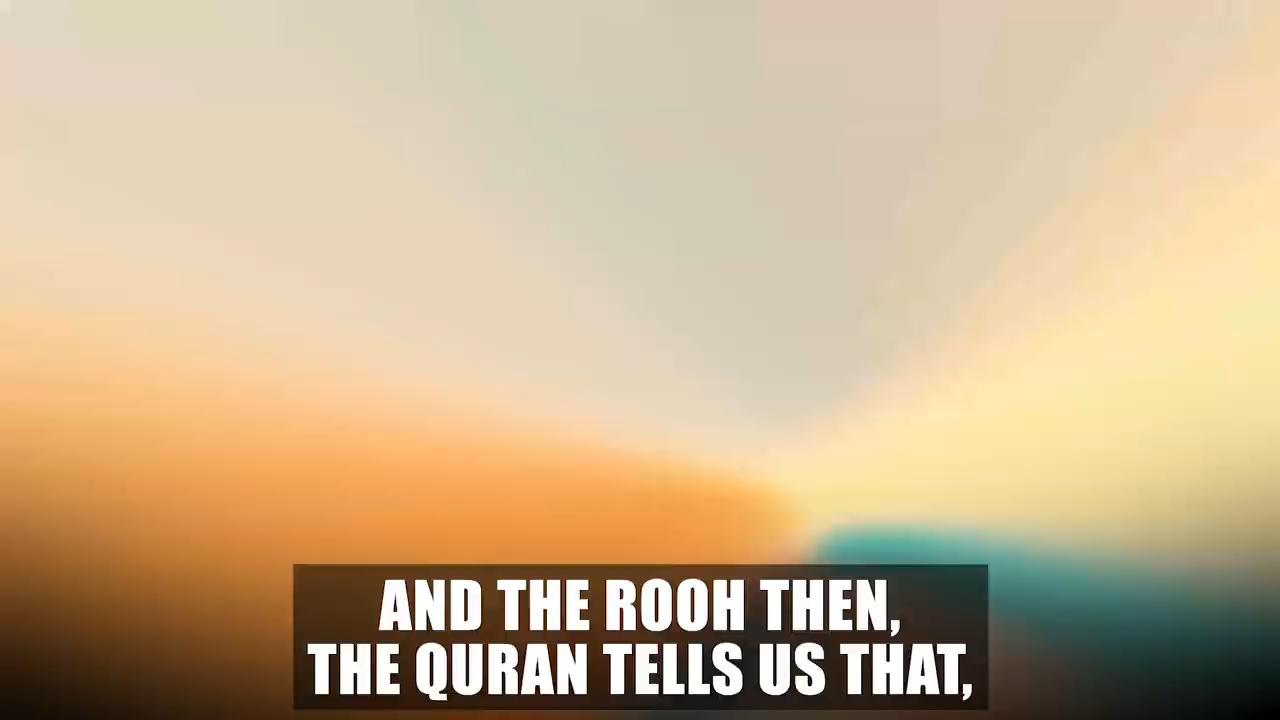 AND THE ROOH THEN,
THE QURAN TELLS US THAT,